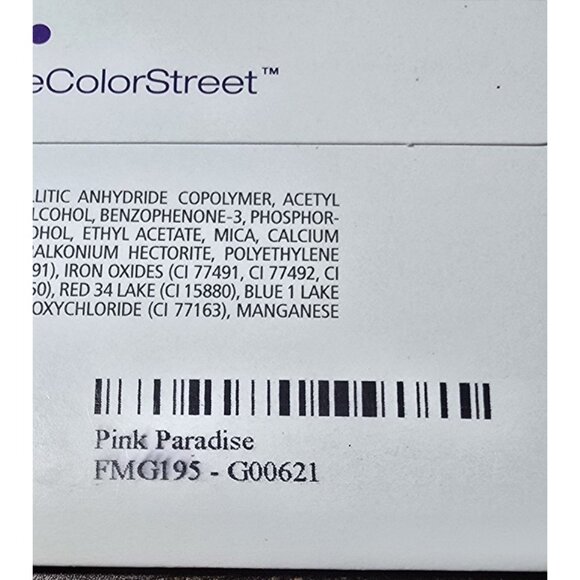 eColorStreet™
LITIC ANHYDRIDE COPOLYMER, ACETYL
LCOHOL, BENZOPHENONE-3, PHOSPHOR-
OHOL, ETHYL ACETATE, MICA, CALCIUM
ALKONIUM HECTORITE, POLYETHYLENE
91), IRON OXIDES (CI 77491, CI 77492, CI
50), RED 34 LAKE (CI 15880), BLUE 1 LAKE
OXYCHLORIDE (CI 77163), MANGANESE
Pink Paradise
FMG195 - G00621